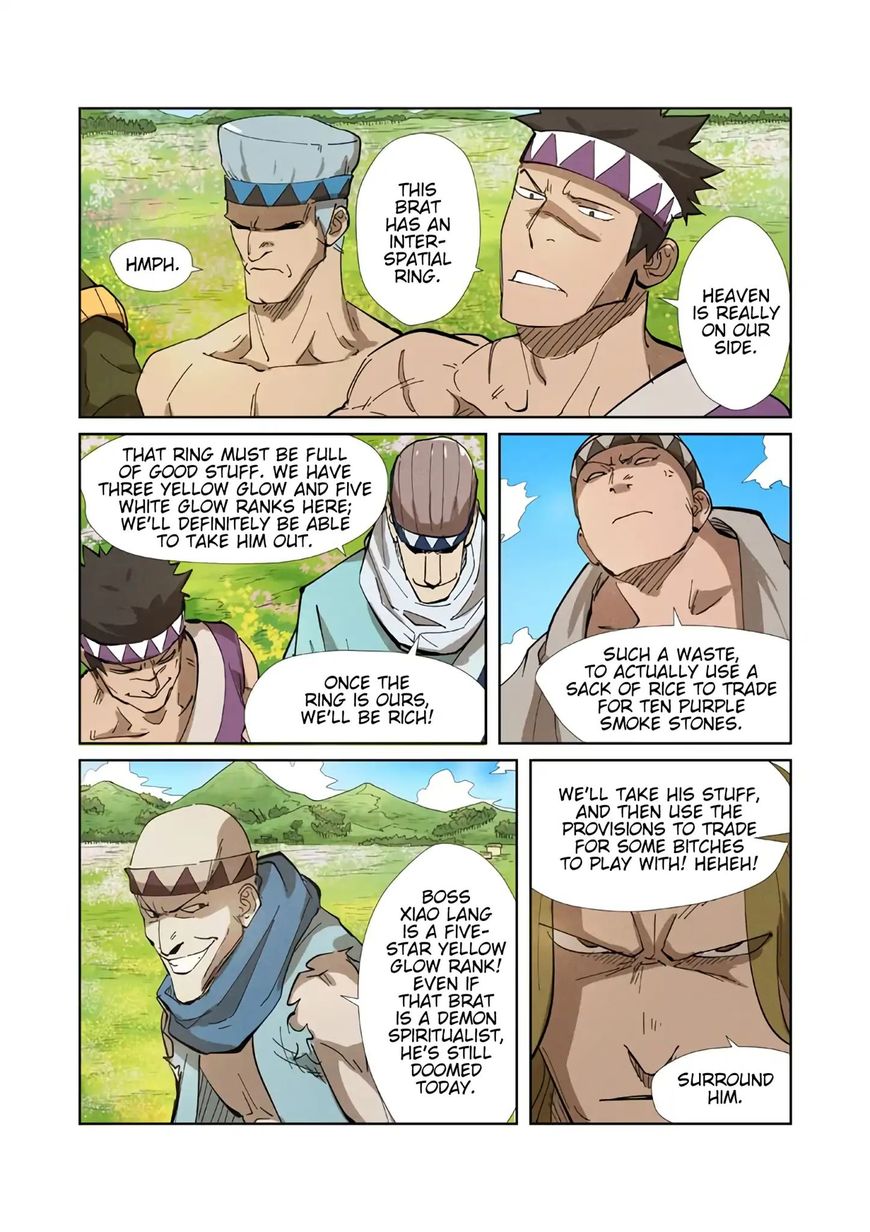 HMPH.
THIS
BRAT
HAS AN
INTER-
SPATIAL
RING.
HEAVEN
IS REALLY
ON OUR
SIDE.
THAT RING MUST BE FULL
OF GOOD STUFF. WE HAVE
THREE YELLOW GLOW AND FIVE
WHITE GLOW RANKS HERE;
WE'LL DEFINITELY BE ABLE
TO TAKE HIM OUT.
ONCE THE
RING IS OURS,
WE'LL BE RICH!
SUCH A WASTE,
TO ACTUALLY USE A
SACK OF RICE TO TRADE
FOR TEN PURPLE
SMOKE STONES.
BOSS
XIAO LANG
IS A FIVE-
STAR YELLOW
GLOW RANK!
EVEN IF
THAT BRAT
IS A DEMON
SPIRITUALIST,
HE'S STILL
DOOMED
TODAY.
WE'LL TAKE HIS STUFF,
AND THEN USE THE
PROVISIONS TO TRADE
FOR SOME BITCHES
TO PLAY WITH! HEHEH!
SURROUND
HIM.